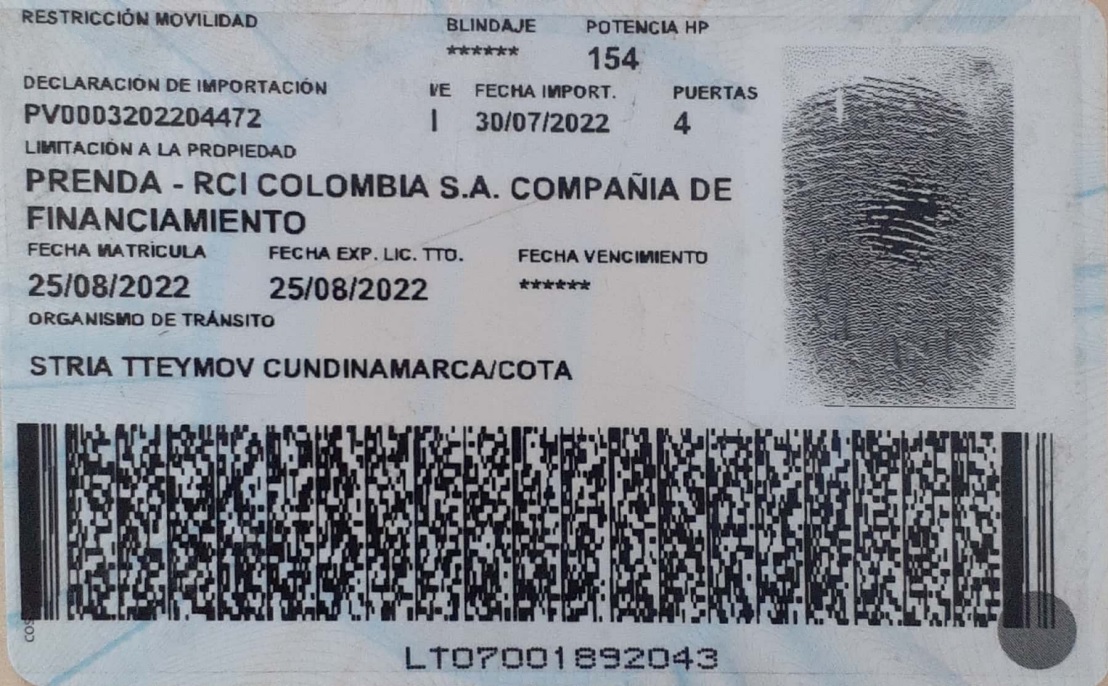 RESTRICCIÓN MOVILIDAD BLINDAJE POTENCIA HP
****** 154
DECLARACIÓN DE IMPORTACIÓN I/E FECHA IMPORT. PUERTAS
PV0003202204472 I 30/07/2022 4
LIMITACIÓN A LA PROPIEDAD
PRENDA - RCI COLOMBIA S.A. COMPAÑIA DE
FINANCIAMIENTO
FECHA MATRÍCULA FECHA EXP. LIC. TTO. FECHA VENCIMIENTO
25/08/2022 25/08/2022 ******
ORGANISMO DE TRÁNSITO
STRIA TTEYMOV CUNDINAMARCA/COTA
LT07001892043